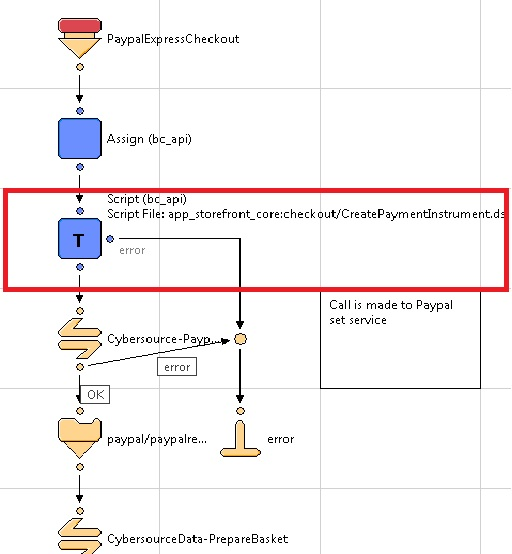 PaypalExpressCheckout
Assign (bc_api)
Script (bc_api)
Script File: app_storefront_core:checkout/CreatePaymentInstrument.ds
T
error
Call is made to Paypal
set service
Cybersource-Payp...
error
OK
paypal/paypalre...
error
CybersourceData-PrepareBasket